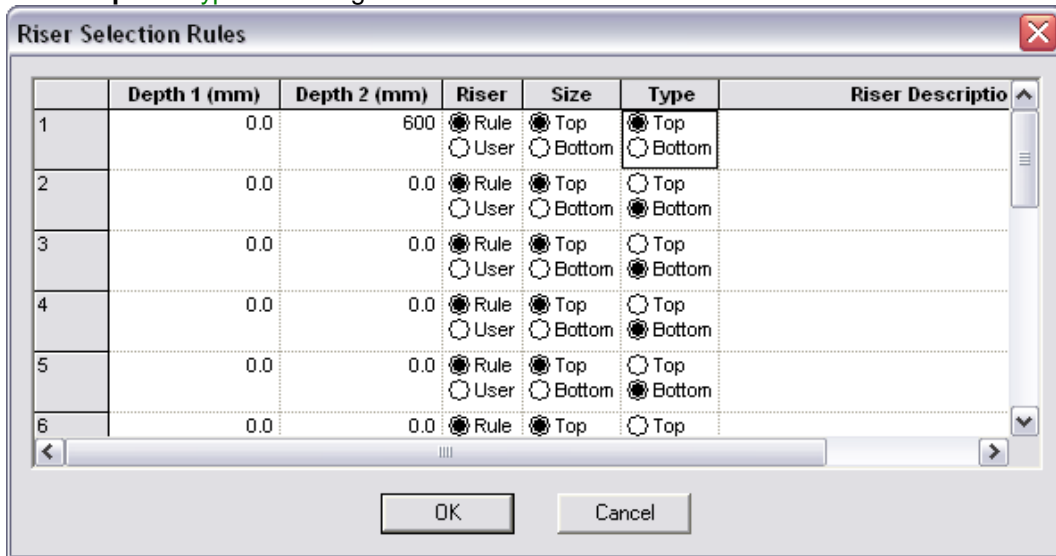 Riser Selection Rules
Depth 1 (mm) Depth 2 (mm) Riser Size Type Riser Descriptio
1 0.0 600 Rule Top Top
User Bottom Bottom
2 0.0 0.0 Rule Top Top
User Bottom Bottom
3 0.0 0.0 Rule Top Top
User Bottom Bottom
4 0.0 0.0 Rule Top Top
User Bottom Bottom
5 0.0 0.0 Rule Top Top
User Bottom Bottom
6 0.0 0.0 Rule Top Top
OK Cancel